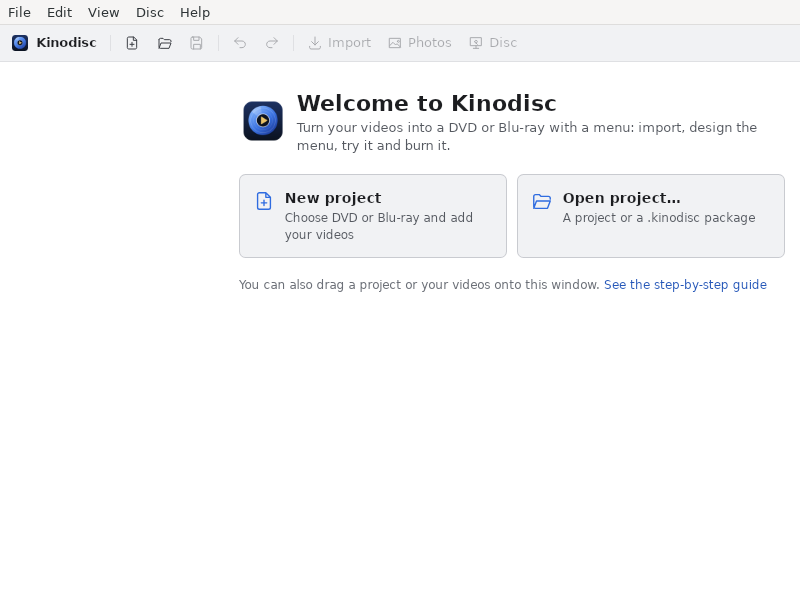 File Edit View Disc Help
Kinodisc Import Photos Disc
Welcome to Kinodisc
Turn your videos into a DVD or Blu-ray with a menu: import, design the
menu, try it and burn it.
New project
Choose DVD or Blu-ray and add
your videos
Open project...
A project or a .kinodisc package
You can also drag a project or your videos onto this window. See the step-by-step guide